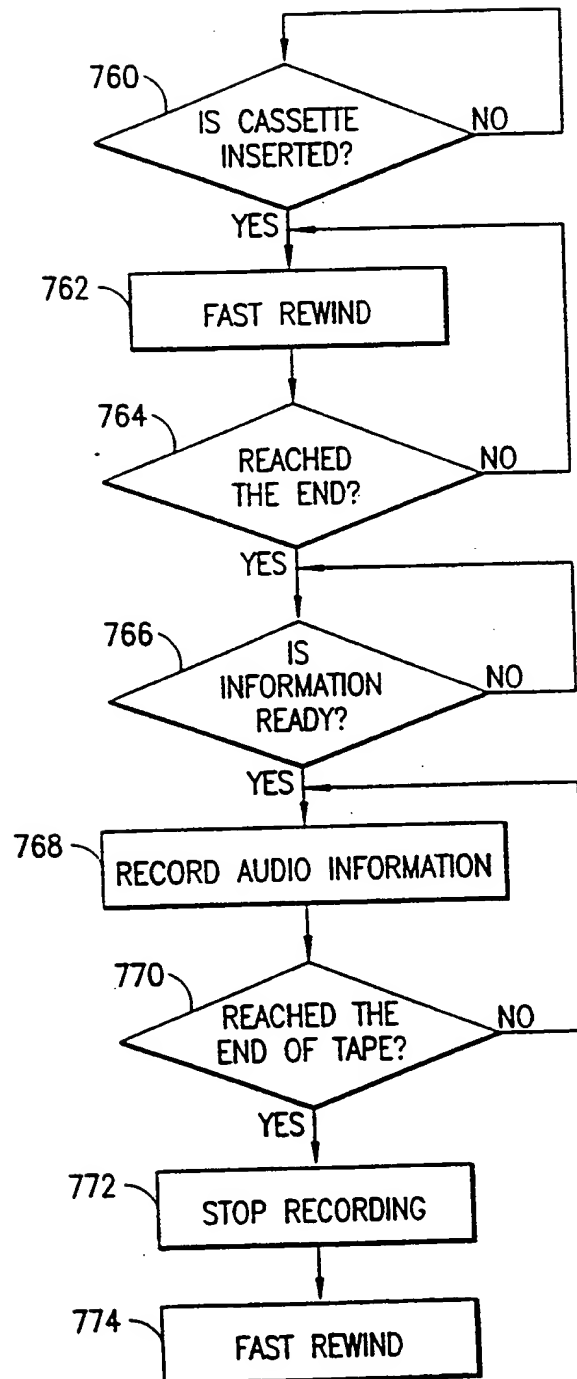 760
IS CASSETTE
INSERTED?
NO
YES
762
FAST REWIND
764
REACHED
THE END?
NO
YES
766
IS
INFORMATION
READY?
NO
YES
768
RECORD AUDIO INFORMATION
770
REACHED THE
END OF TAPE?
NO
YES
772
STOP RECORDING
774
FAST REWIND